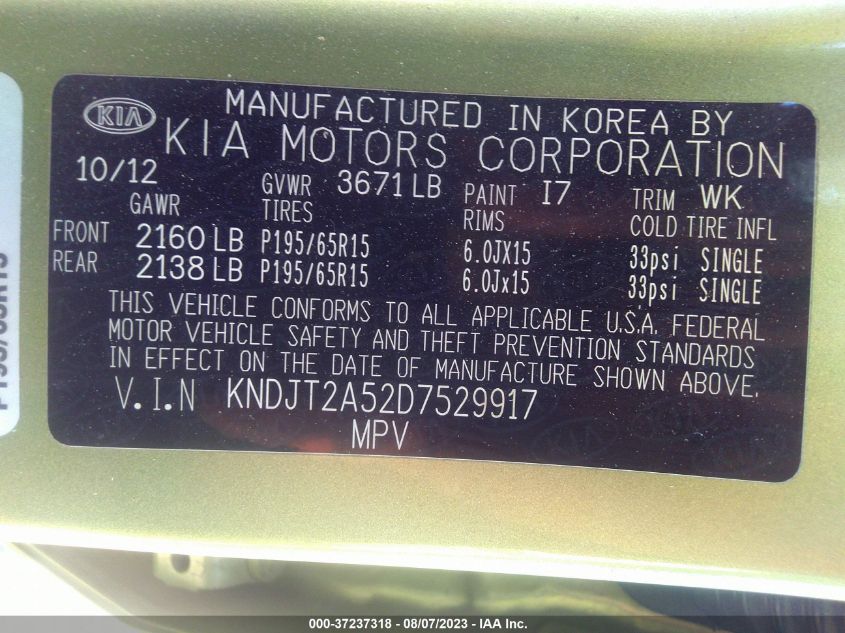 KIA
MANUFACTURED IN KOREA BY
KIA MOTORS CORPORATION
10/12 GVWR 3671 LB PAINT I7 TRIM WK
GAWR TIRES RIMS COLD TIRE INFL
FRONT 2160 LB P195/65R15 6.0JX15 33psi SINGLE
REAR 2138 LB P195/65R15 6.0Jx15 33psi SINGLE
THIS VEHICLE CONFORMS TO ALL APPLICABLE U.S.A. FEDERAL
MOTOR VEHICLE SAFETY AND THEFT PREVENTION STANDARDS
IN EFFECT ON THE DATE OF MANUFACTURE SHOWN ABOVE.
V.I.N KNDJT2A52D7529917
MPV
000-37237318 - 08/07/2023 - IAA Inc.